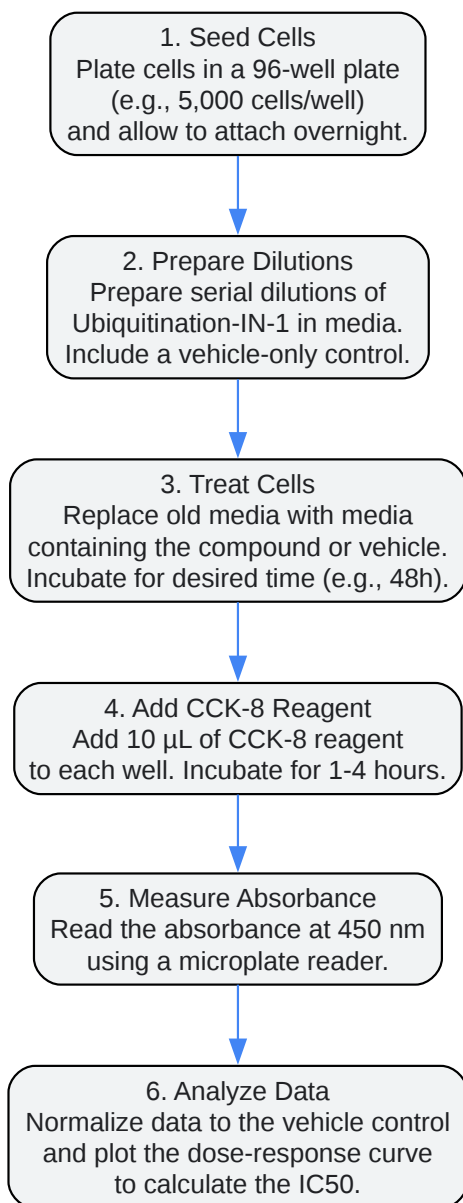 1. Seed Cells
Plate cells in a 96-well plate
(e.g., 5,000 cells/well)
and allow to attach overnight.
2. Prepare Dilutions
Prepare serial dilutions of
Ubiquitination-IN-1 in media.
Include a vehicle-only control.
3. Treat Cells
Replace old media with media
containing the compound or vehicle.
Incubate for desired time (e.g., 48h).
4. Add CCK-8 Reagent
Add 10 µL of CCK-8 reagent
to each well. Incubate for 1-4 hours.
5. Measure Absorbance
Read the absorbance at 450 nm
using a microplate reader.
6. Analyze Data
Normalize data to the vehicle control
and plot the dose-response curve
to calculate the IC50.